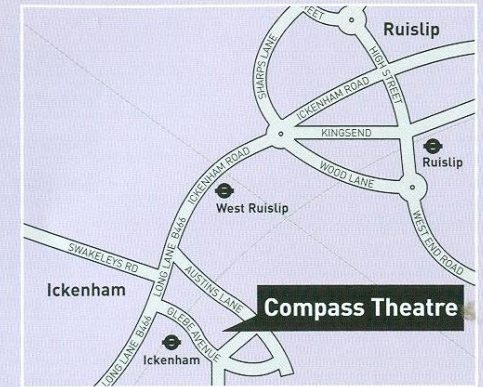 EET
Ruislip
SHARPS LANE
HIGH STREET
ICKENHAM ROAD
KINGSEND
Ruislip
WOOD LANE
ICKENHAM ROAD
West Ruislip
WEST END ROAD
LONG LANE B466
SWAKELEYS RD
AUSTINS LANE
Ickenham
Compass Theatre
GLEBE AVENUE
LONG LANE B466
Ickenham